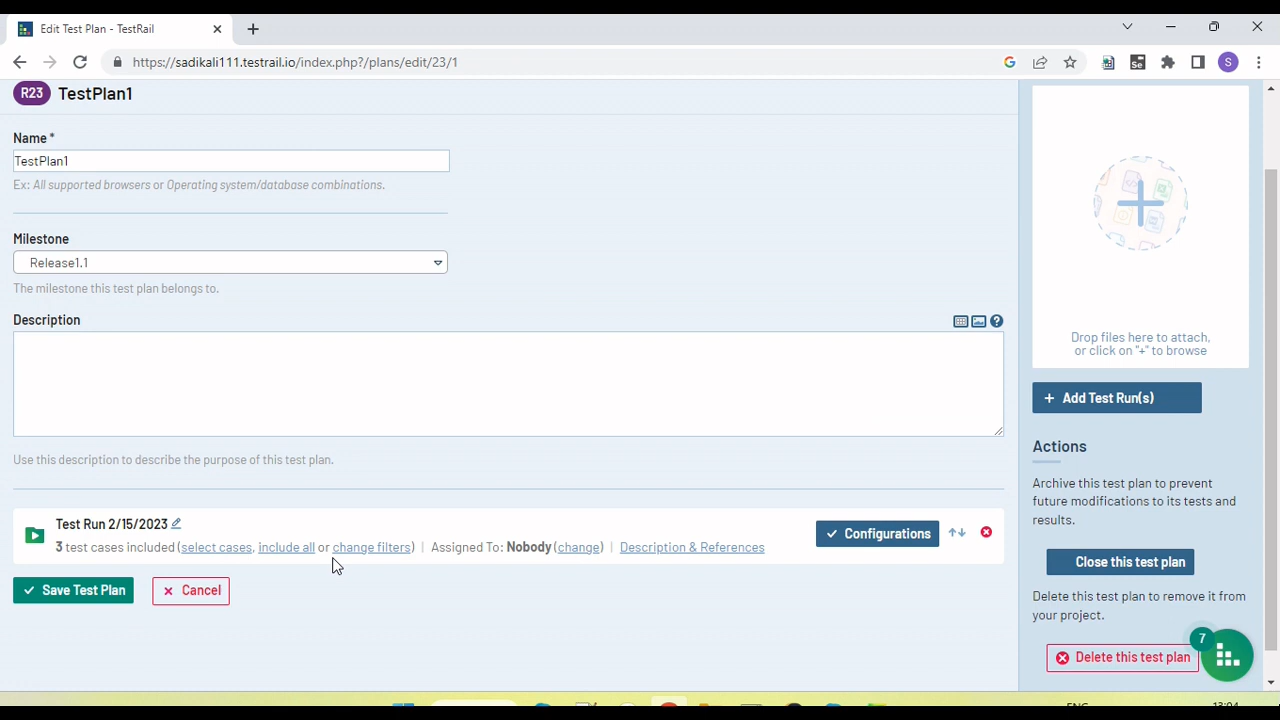 Edit Test Plan - TestRail
https://sadikali111.testrail.io/index.php?/plans/edit/23/1
Se
S
R23 TestPlan1
Name *
TestPlan1
Ex: All supported browsers or Operating system/database combinations.
Milestone
Release1.1
The milestone this test plan belongs to.
Description
Use this description to describe the purpose of this test plan.
Test Run 2/15/2023
3 test cases included (select cases, include all or change filters) | Assigned To: Nobody (change) | Description & References
Configurations
Save Test Plan
Cancel
Drop files here to attach,
or click on "+" to browse
+ Add Test Run(s)
Actions
Archive this test plan to prevent
future modifications to its tests and
results.
Close this test plan
Delete this test plan to remove it from
your project.
7
Delete this test plan